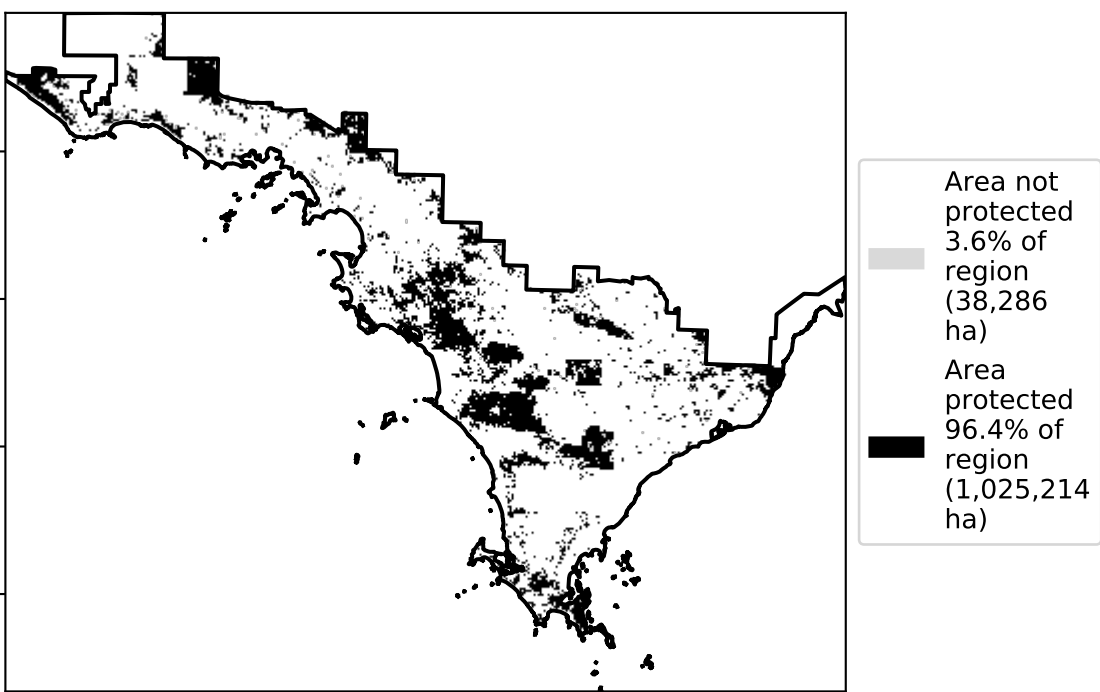 Area not
protected
3.6% of
region
(38,286
ha)
Area
protected
96.4% of
region
(1,025,214
ha)